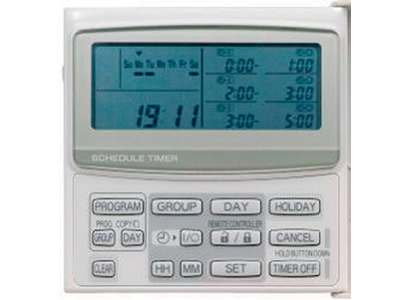 Su Mo Tu We Th Fr Sa
0:00- 1:00
2:00- 3:00
3:00- 5:00
19 11
SCHEDULE TIMER
PROGRAM GROUP DAY HOLIDAY
PROG. COPY REMOTE CONTROLLER
GROUP DAY I/O / CANCEL
HOLD BUTTON DOWN
CLEAR HH MM SET TIMER OFF